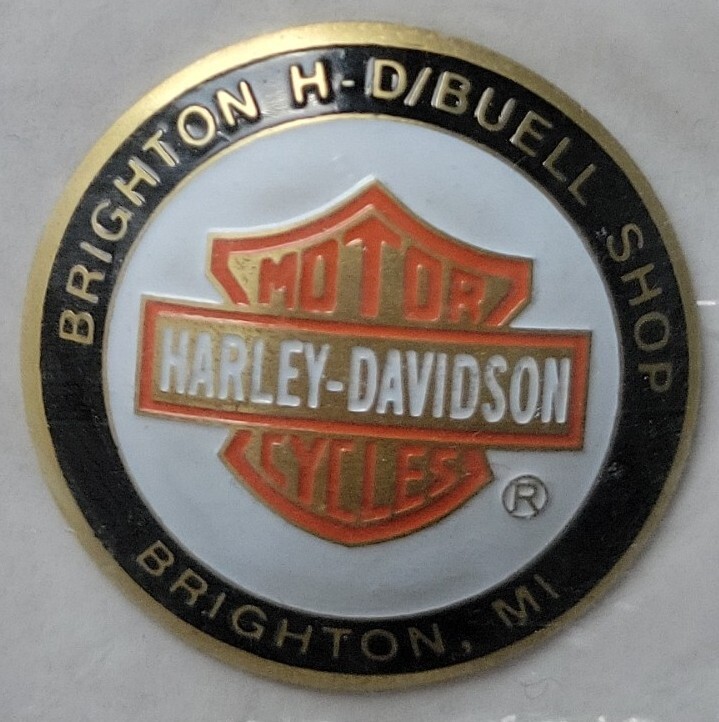 BRIGHTON H-D/BUELL SHOP
MOTOR
HARLEY-DAVIDSON
CYCLES
®
BRIGHTON, MI